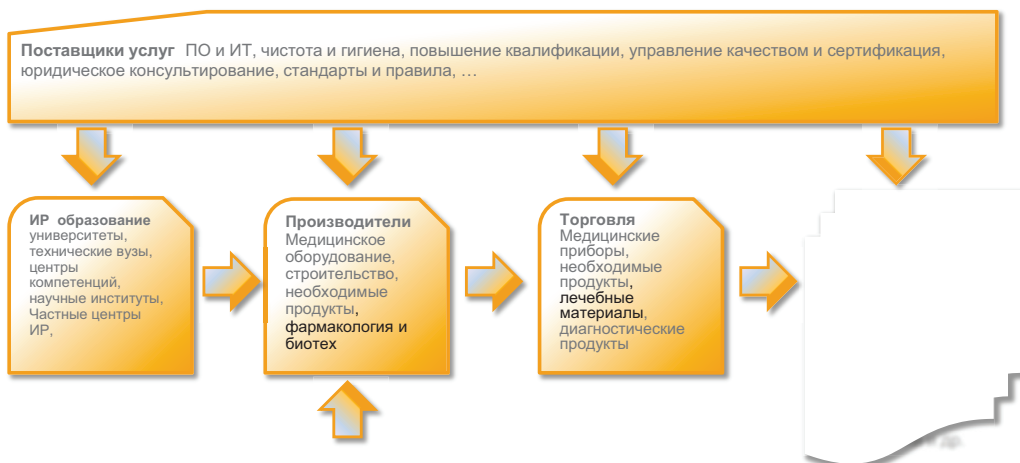 Поставщики услуг ПО и ИТ, чистота и гигиена, повышение квалификации, управление качеством и сертификация,
юридическое консультирование, стандарты и правила, …
ИР образование
университеты,
технические вузы,
центры
компетенций,
научные институты,
Частные центры
ИР,
Производители
Медицинское
оборудование,
строительство,
необходимые
продукты,
фармакология и
биотех
Торговля
Медицинские
приборы,
необходимые
продукты,
лечебные
материалы,
диагностические
продукты
др.